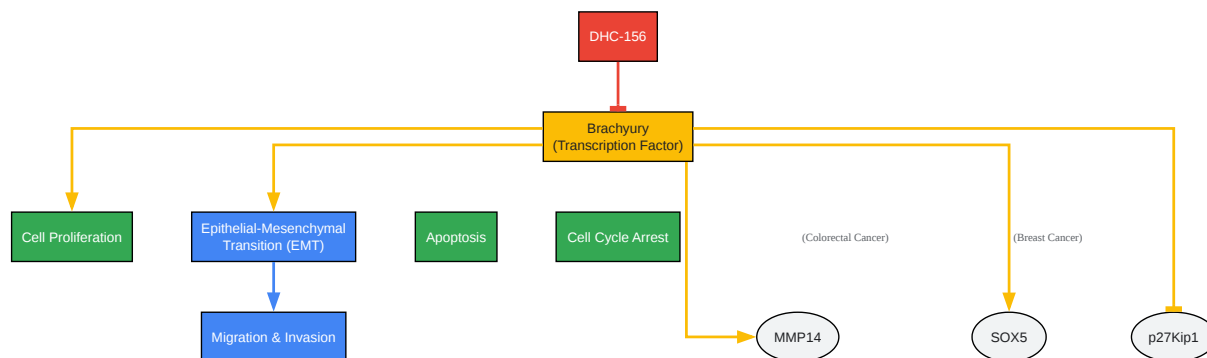 DHC-156
Brachyury
(Transcription Factor)
Cell Proliferation
Epithelial-Mesenchymal
Transition (EMT)
Apoptosis
Cell Cycle Arrest
(Colorectal Cancer)
(Breast Cancer)
Migration & Invasion
MMP14
SOX5
p27Kip1